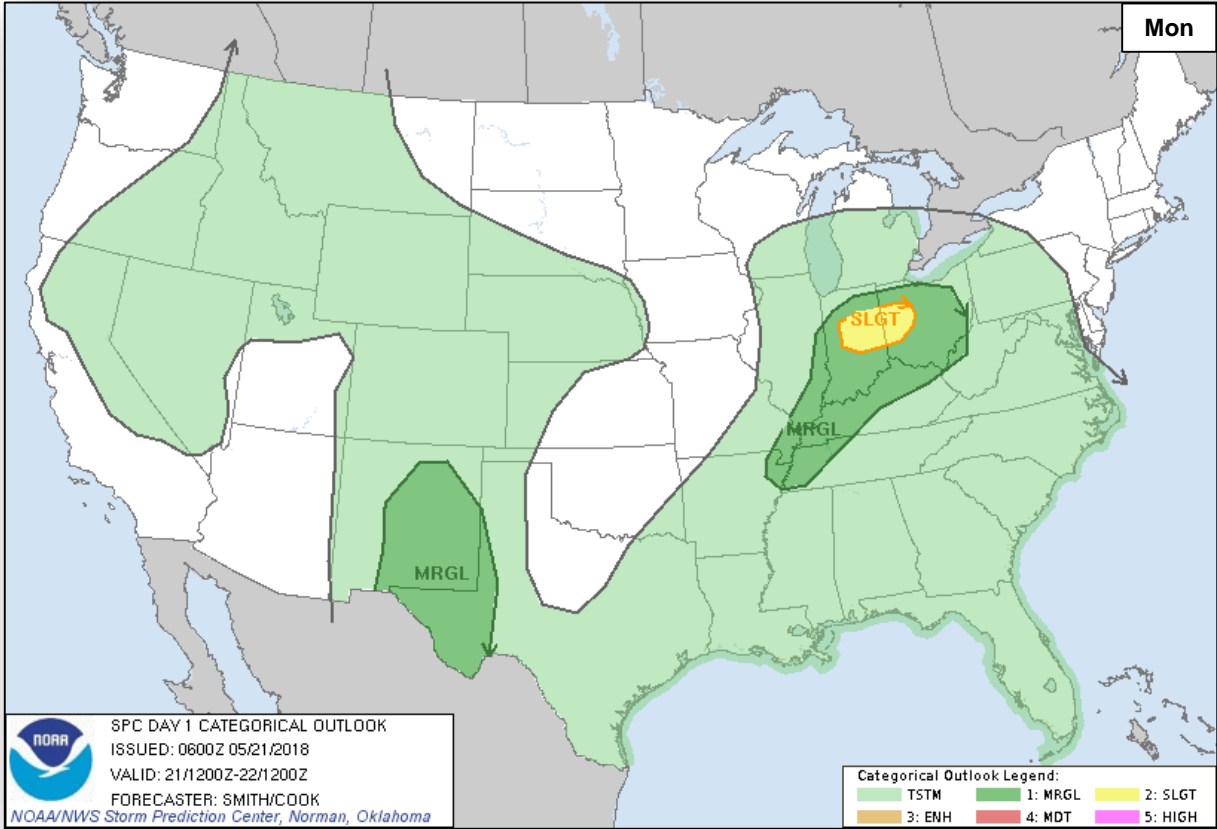 Mon
SLGT
MRGL
MRGL
NOAA
SPC DAY 1 CATEGORICAL OUTLOOK
ISSUED: 0600Z 05/21/2018
VALID: 21/1200Z-22/1200Z
FORECASTER: SMITH/COOK
NOAA/NWS Storm Prediction Center, Norman, Oklahoma
Categorical Outlook Legend:
TSTM 1: MRGL 2: SLGT
3: ENH 4: MDT 5: HIGH